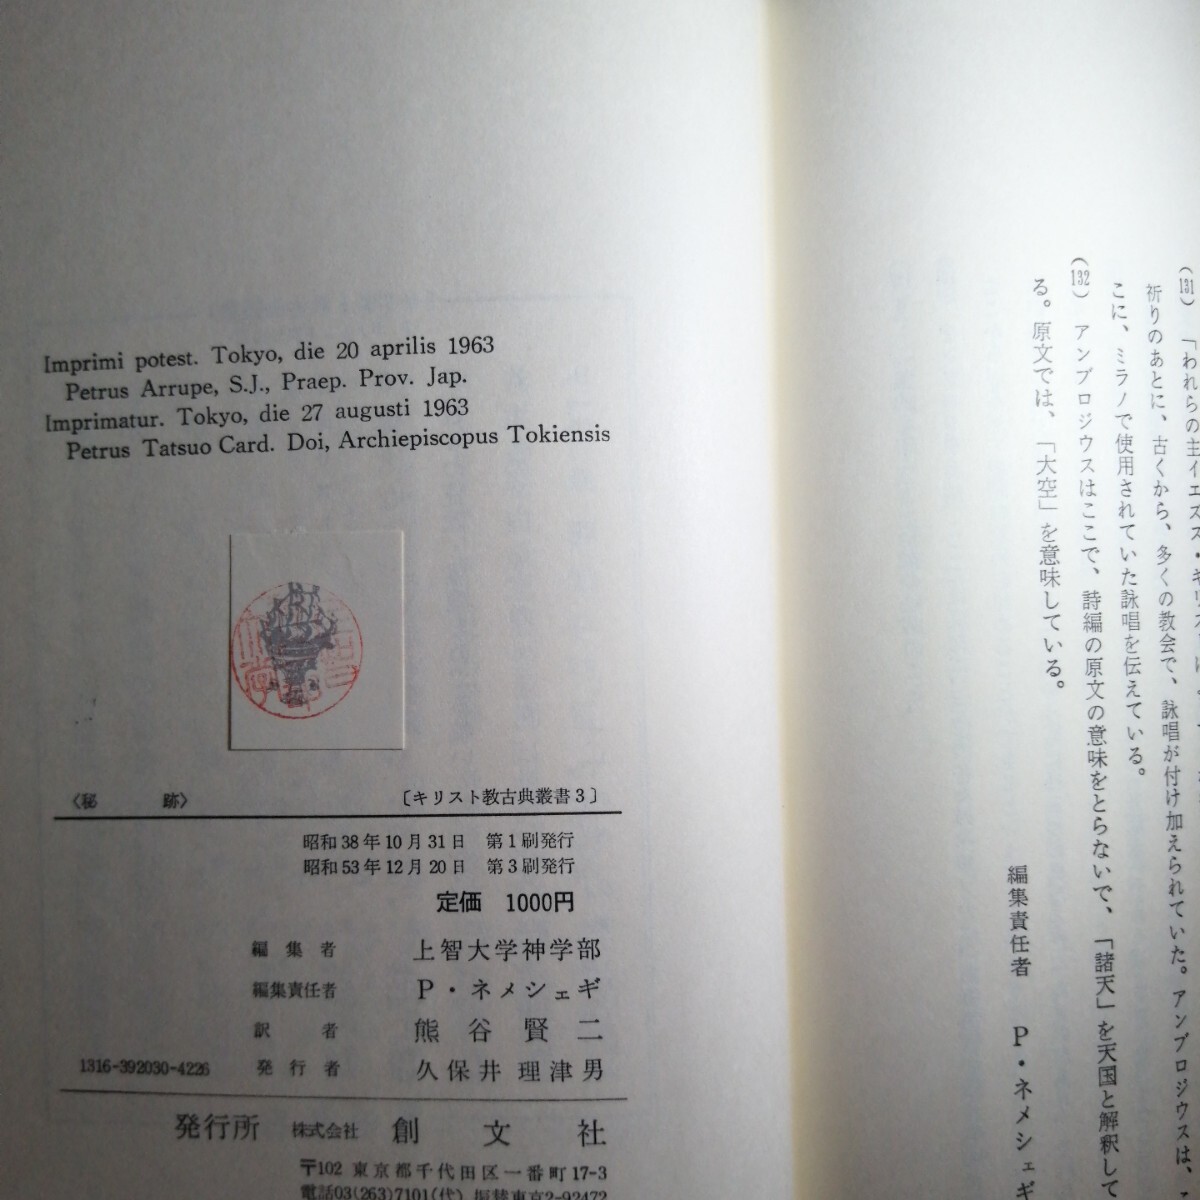 (131) 「われらの主イエズス・キリスト
祈りのあとに、古くから、多くの教会で、詠唱が付け加えられていた。アンブロジウスは、
こに、ミラノで使用されていた詠唱を伝えている。
(132) アンブロジウスはここで、詩編の原文の意味をとらないで、「諸天」を天国と解釈して
る。原文では、「大空」を意味している。
編集責任者 P・ネメシェギ
Imprimi potest. Tokyo, die 20 aprilis 1963
Petrus Arrupe, S.J., Praep. Prov. Jap.
Imprimatur. Tokyo, die 27 augusti 1963
Petrus Tatsuo Card. Doi, Archiepiscopus Tokiensis
〈秘 跡〉 〔キリスト教古典叢書3〕
昭和38年10月31日 第1刷発行
昭和53年12月20日 第3刷発行
定価 1000円
編集者 上智大学神学部
編集責任者 P・ネメシェギ
訳者 熊谷賢二
1316-392030-4226 発行者 久保井理津男
発行所 株式会社 創文社
〒102 東京都千代田区一番町17-3
電話03(263)7101(代) 振替東京2-92472